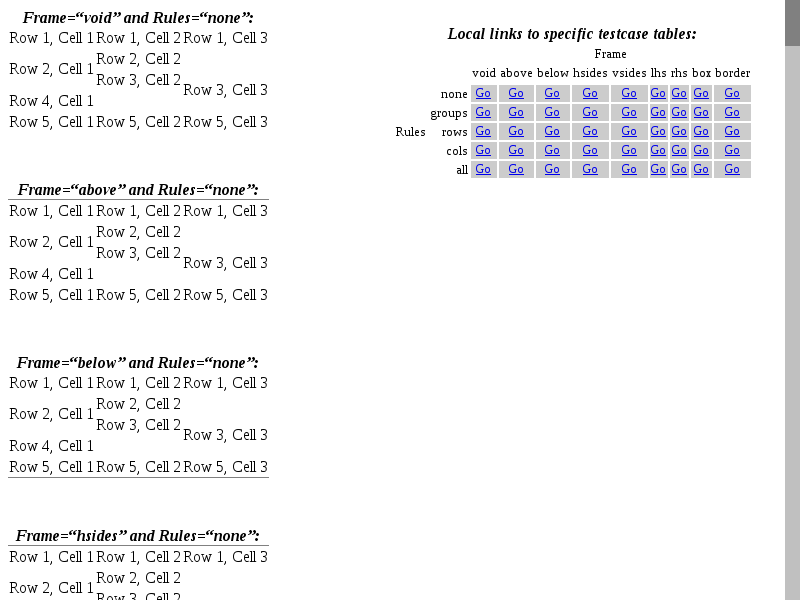 Frame=“void” and Rules=“none”:
Row 1, Cell 1 Row 1, Cell 2 Row 1, Cell 3
Row 2, Cell 1
Row 2, Cell 2
Row 3, Cell 2
Row 3, Cell 3
Row 4, Cell 1
Row 5, Cell 1 Row 5, Cell 2 Row 5, Cell 3
Frame=“above” and Rules=“none”:
Row 1, Cell 1 Row 1, Cell 2 Row 1, Cell 3
Row 2, Cell 1
Row 2, Cell 2
Row 3, Cell 2
Row 3, Cell 3
Row 4, Cell 1
Row 5, Cell 1 Row 5, Cell 2 Row 5, Cell 3
Frame=“below” and Rules=“none”:
Row 1, Cell 1 Row 1, Cell 2 Row 1, Cell 3
Row 2, Cell 1
Row 2, Cell 2
Row 3, Cell 2
Row 3, Cell 3
Row 4, Cell 1
Row 5, Cell 1 Row 5, Cell 2 Row 5, Cell 3
Frame=“hsides” and Rules=“none”:
Row 1, Cell 1 Row 1, Cell 2 Row 1, Cell 3
Row 2, Cell 1
Row 2, Cell 2
Row 3, Cell 2
Local links to specific testcase tables:
Frame
void above below hsides vsides lhs rhs box border
none Go Go Go Go Go Go Go Go Go
groups Go Go Go Go Go Go Go Go Go
Rules rows Go Go Go Go Go Go Go Go Go
cols Go Go Go Go Go Go Go Go Go
all Go Go Go Go Go Go Go Go Go